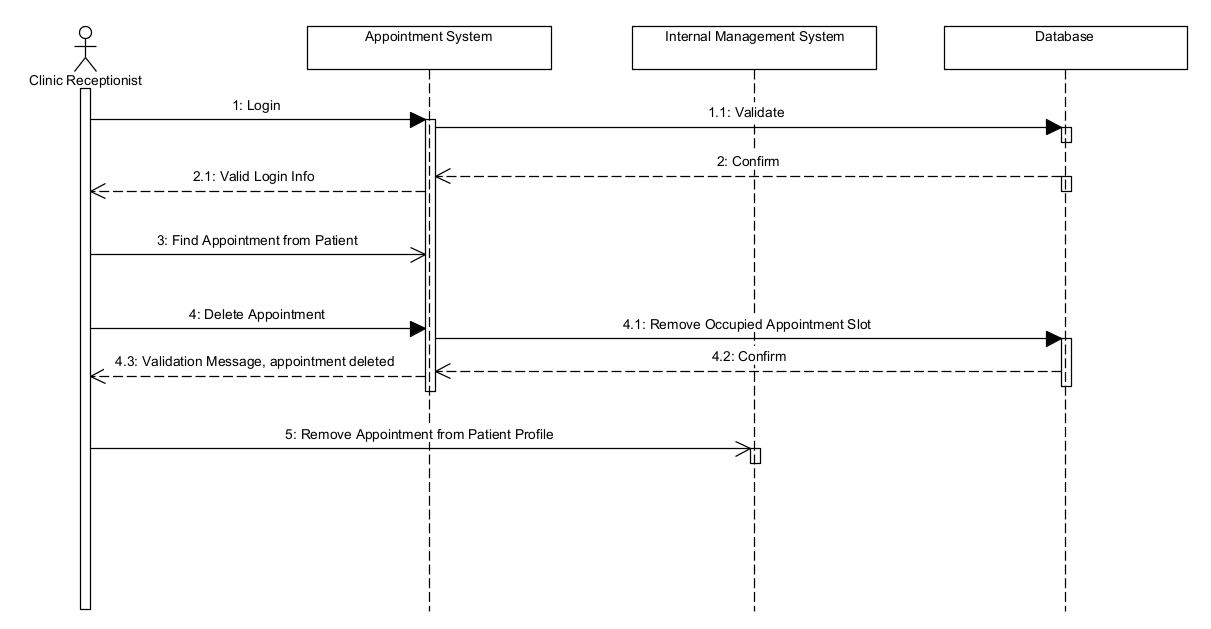 Appointment System
Internal Management System
Database
Clinic Receptionist
1: Login
1.1: Validate
2: Confirm
2.1: Valid Login Info
3: Find Appointment from Patient
4: Delete Appointment
4.1: Remove Occupied Appointment Slot
4.2: Confirm
4.3: Validation Message, appointment deleted
5: Remove Appointment from Patient Profile